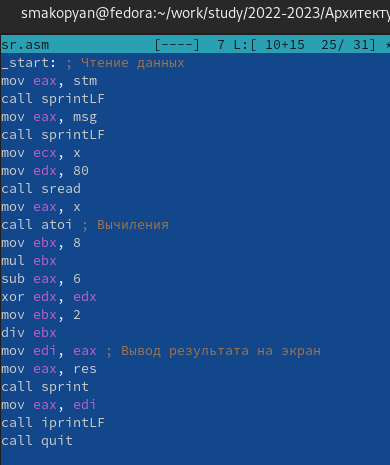 smakopyan@fedora:~/work/study/2022-2023/Архитекту
sr.asm [----] 7 L:[ 10+15 25/ 31] *
_start: ; Чтение данных
mov eax, stm
call sprintLF
mov eax, msg
call sprintLF
mov ecx, x
mov edx, 80
call sread
mov eax, x
call atoi ; Вычиления
mov ebx, 8
mul ebx
sub eax, 6
xor edx, edx
mov ebx, 2
div ebx
mov edi, eax ; Вывод результата на экран
mov eax, res
call sprint
mov eax, edi
call iprintLF
call quit